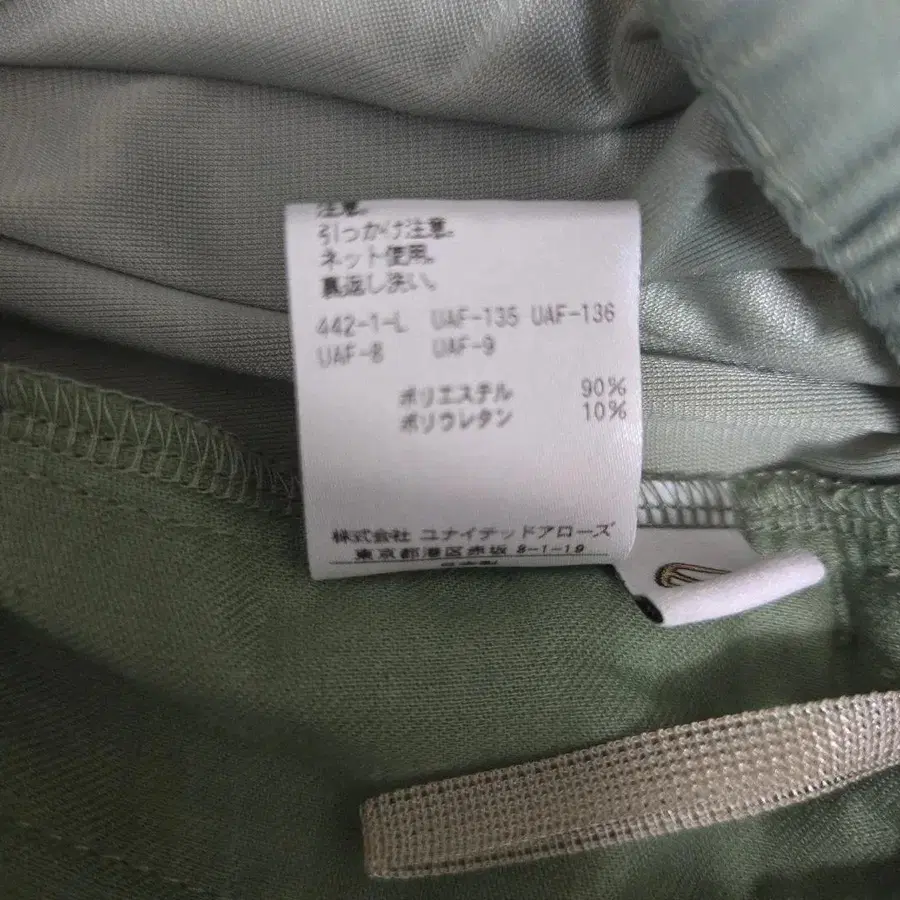 注意.
引っかけ注意.
ネット使用.
裏返し洗い.
442-1-L UAF-135 UAF-136
UAF-8 UAF-9
ポリエステル 90%
ポリウレタン 10%
株式会社 ユナイテッドアローズ
東京都港区赤坂 8-1-19